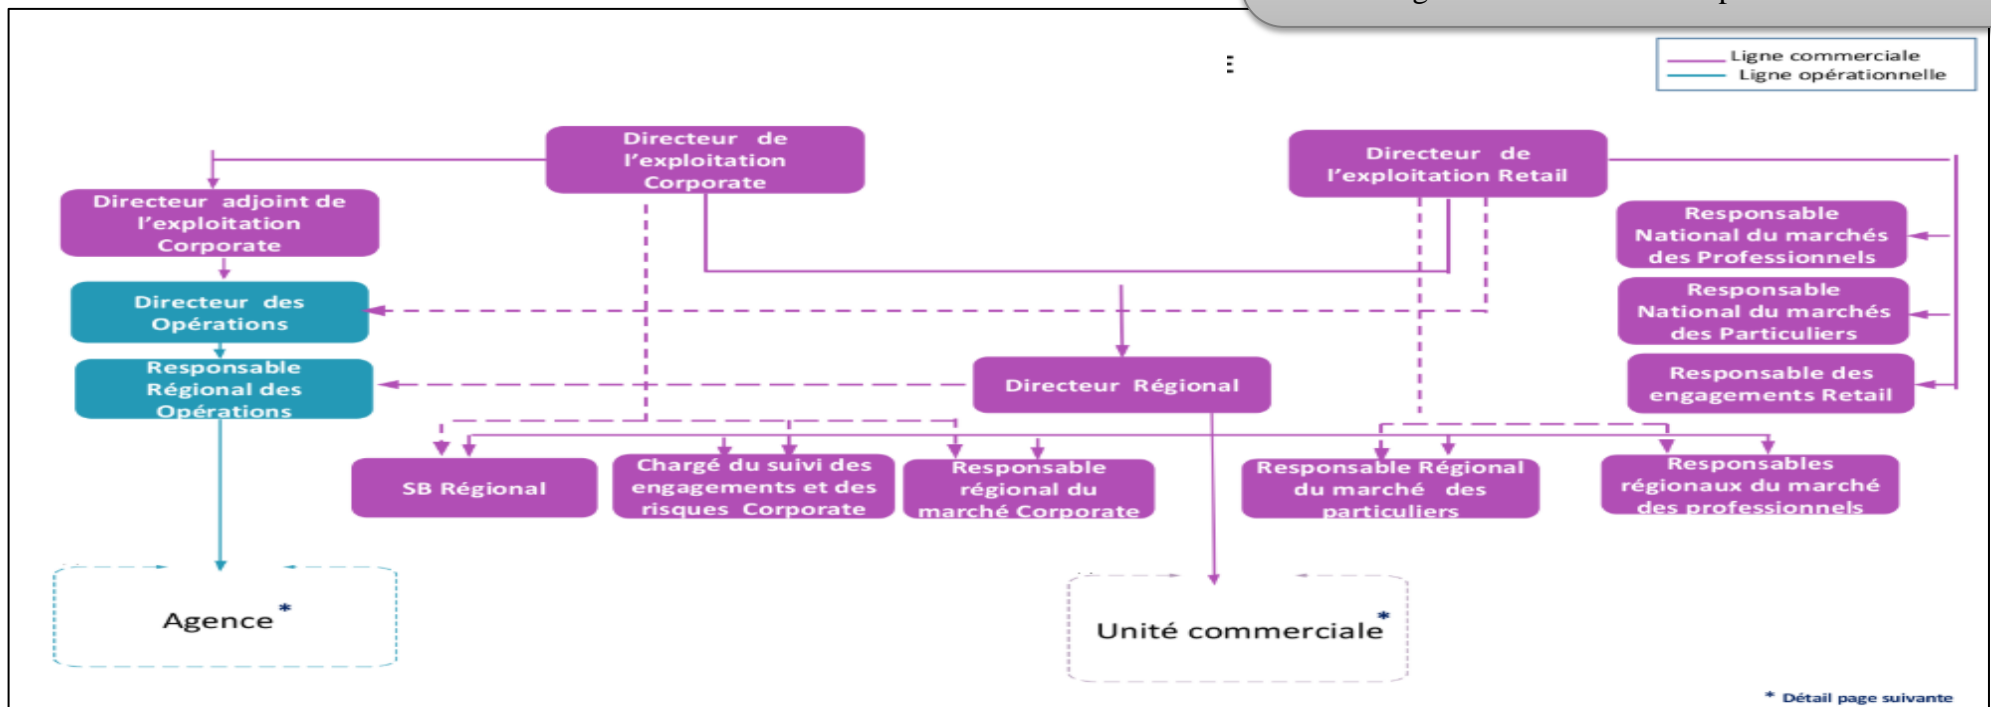 Ligne commerciale
Ligne opérationnelle
Directeur de
l'exploitation
Corporate
Directeur de
l'exploitation Retail
Directeur adjoint de
l'exploitation
Corporate
Responsable
National du marchés
des Professionnels
Directeur des
Opérations
Responsable
National du marchés
des Particuliers
Responsable
Régional des
Opérations
Directeur Régional
Responsable des
engagements Retail
SB Régional
Chargé du suivi des
engagements et des
risques Corporate
Responsable
régional du
marché Corporate
Responsable Régional
du marché des
particuliers
Responsables
régionaux du marché
des professionnels
Agence *
Unité commerciale *
* Détail page suivante